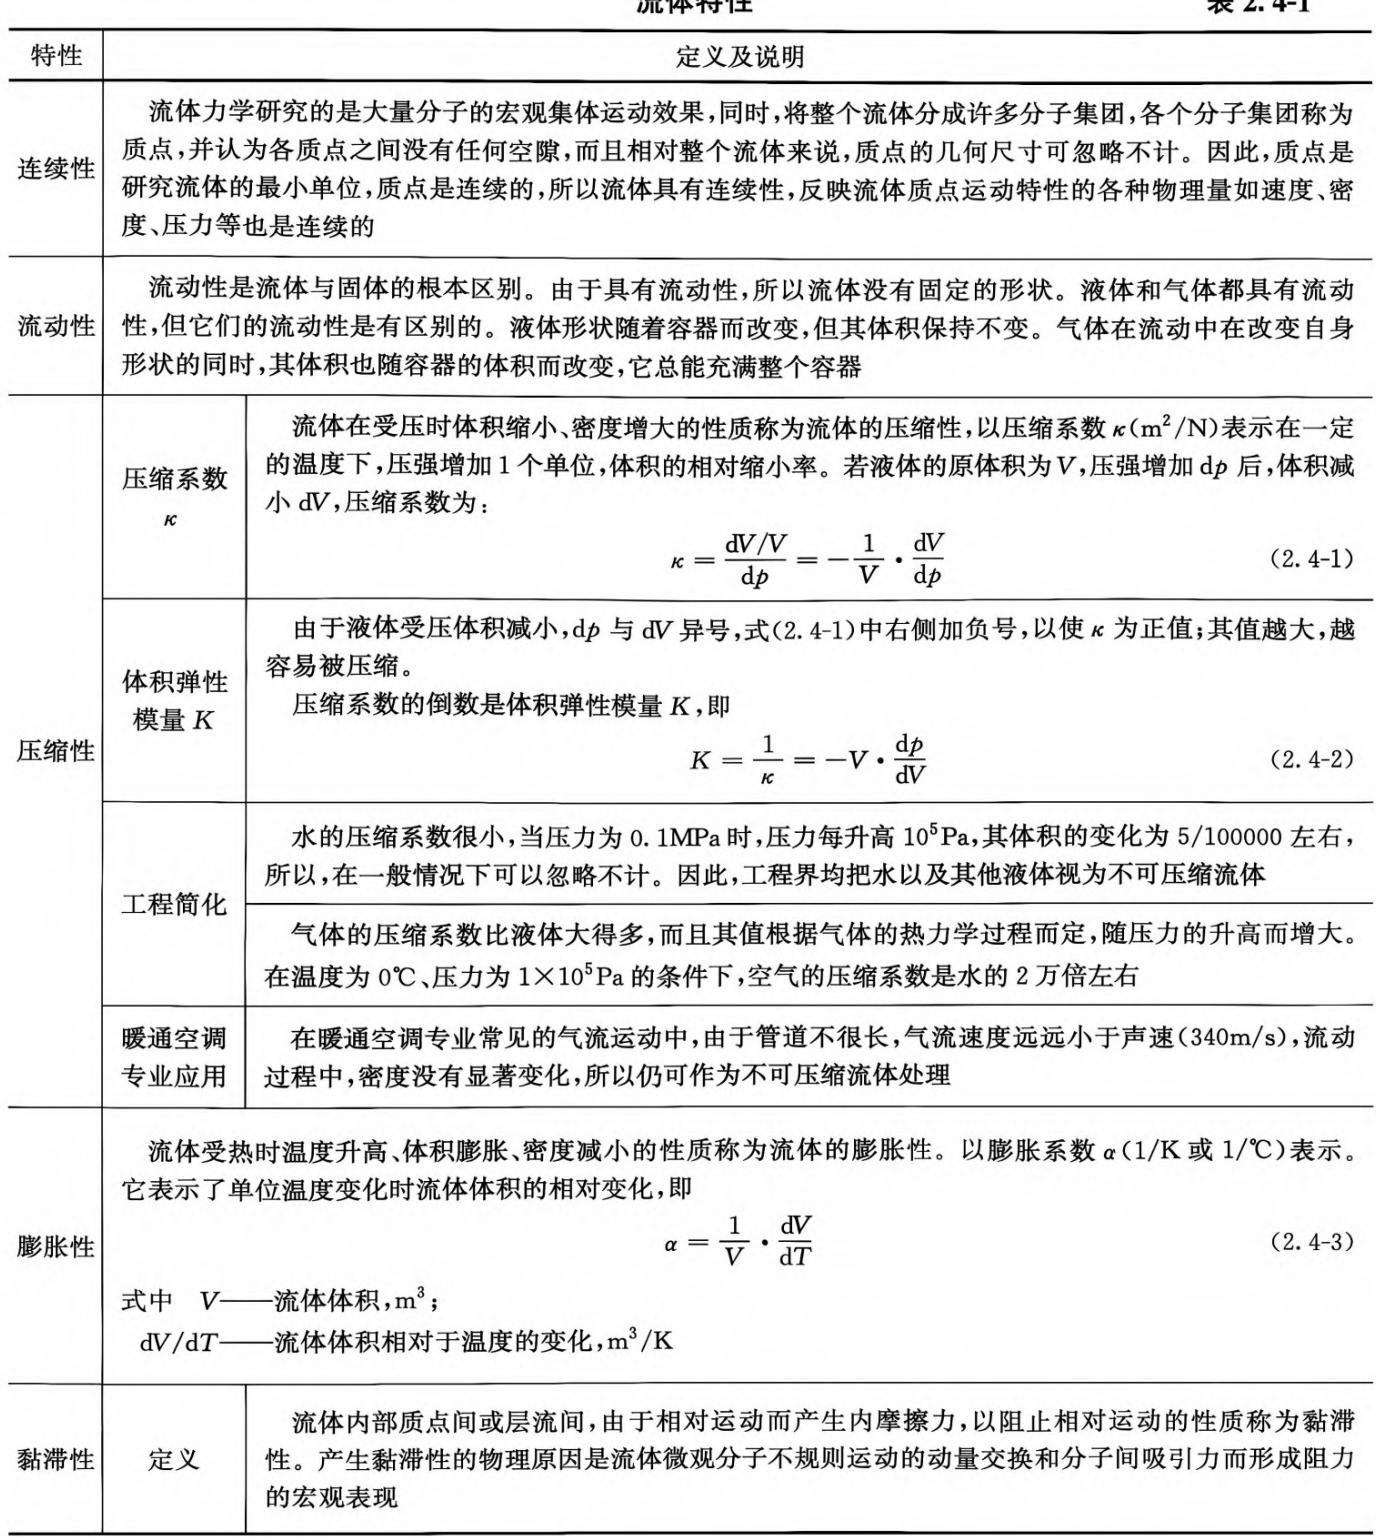 流体特性 表 2.4-1
特性 定义及说明
流体力学研究的是大量分子的宏观集体运动效果,同时,将整个流体分成许多分子集团,各个分子集团称为
质点,并认为各质点之间没有任何空隙,而且相对整个流体来说,质点的几何尺寸可忽略不计。因此,质点是
连续性
研究流体的最小单位,质点是连续的,所以流体具有连续性,反映流体质点运动特性的各种物理量如速度、密
度、压力等也是连续的
流动性是流体与固体的根本区别。由于具有流动性,所以流体没有固定的形状。液体和气体都具有流动
流动性
性,但它们的流动性是有区别的。液体形状随着容器而改变,但其体积保持不变。气体在流动中在改变自身
形状的同时,其体积也随容器的体积而改变,它总能充满整个容器
压缩性
压缩系数
κ
流体在受压时体积缩小、密度增大的性质称为流体的压缩性,以压缩系数 κ(m²/N)表示在一定
的温度下,压强增加 1 个单位,体积的相对缩小率。若液体的原体积为 V,压强增加 dp 后,体积减
小 dV,压缩系数为:
κ = (dV/V)/dp = −(1/V)·(dV/dp) (2.4-1)
体积弹性
模量 K
由于液体受压体积减小,dp 与 dV 异号,式(2.4-1)中右侧加负号,以使 κ 为正值;其值越大,越
容易被压缩。
压缩系数的倒数是体积弹性模量 K,即
K = 1/κ = −V·(dp/dV) (2.4-2)
工程简化
水的压缩系数很小,当压力为 0.1MPa 时,压力每升高 10⁵Pa,其体积的变化为 5/100000 左右,
所以,在一般情况下可以忽略不计。因此,工程界均把水以及其他液体视为不可压缩流体
气体的压缩系数比液体大得多,而且其值根据气体的热力学过程而定,随压力的升高而增大。
在温度为 0℃、压力为 1×10⁵Pa 的条件下,空气的压缩系数是水的 2 万倍左右
暖通空调
专业应用
在暖通空调专业常见的气流运动中,由于管道不很长,气流速度远远小于声速(340m/s),流动
过程中,密度没有显著变化,所以仍可作为不可压缩流体处理
膨胀性
流体受热时温度升高、体积膨胀、密度减小的性质称为流体的膨胀性。以膨胀系数 α(1/K 或 1/℃)表示。
它表示了单位温度变化时流体体积的相对变化,即
α = (1/V)·(dV/dT) (2.4-3)
式中 V——流体体积,m³;
dV/dT——流体体积相对于温度的变化,m³/K
黏滞性
定义
流体内部质点间或层流间,由于相对运动而产生内摩擦力,以阻止相对运动的性质称为黏滞
性。产生黏滞性的物理原因是流体微观分子不规则运动的动量交换和分子间吸引力而形成阻力
的宏观表现